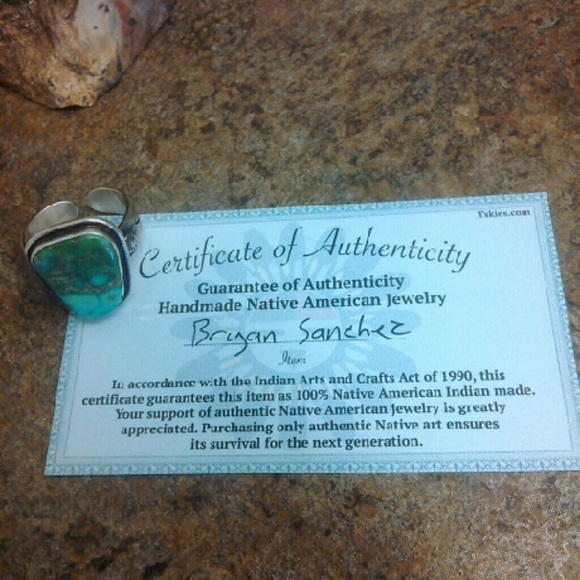 Tskies.com
Certificate of Authenticity
Guarantee of Authenticity
Handmade Native American Jewelry
Bryan Sanchez
Item
In accordance with the Indian Arts and Crafts Act of 1990, this
certificate guarantees this item as 100% Native American Indian made.
Your support of authentic Native American Jewelry is greatly
appreciated. Purchasing only authentic Native art ensures
its survival for the next generation.